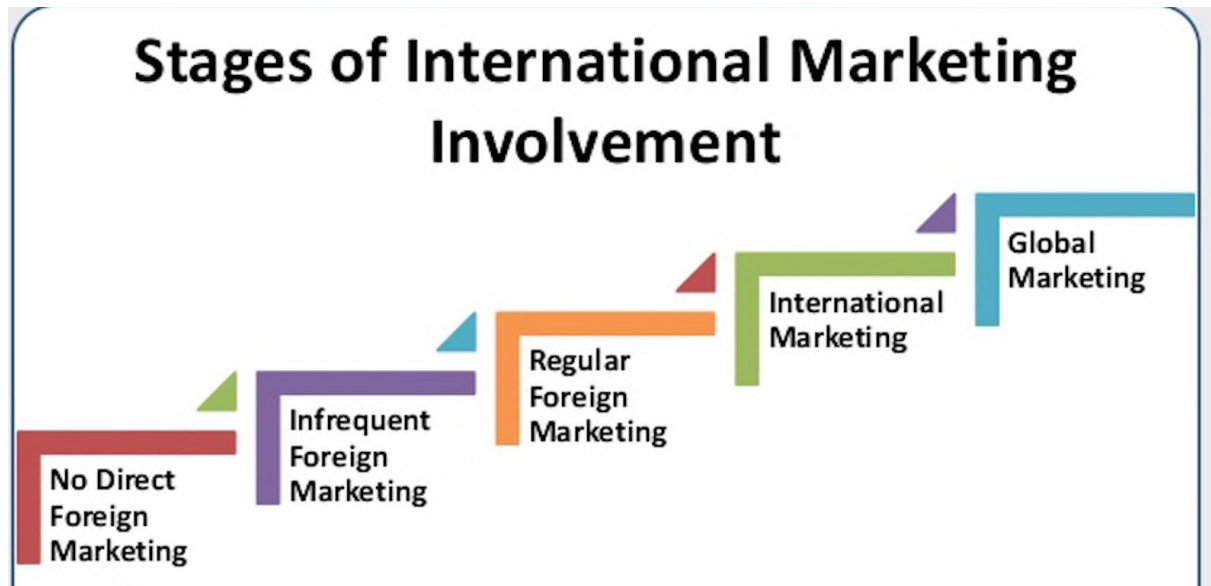 Stages of International Marketing
Involvement
No Direct
Foreign
Marketing
Infrequent
Foreign
Marketing
Regular
Foreign
Marketing
International
Marketing
Global
Marketing